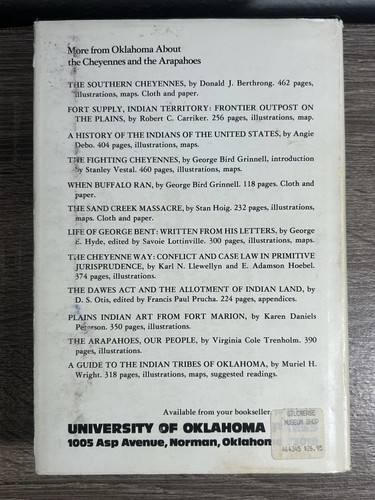 More from Oklahoma About
the Cheyennes and the Arapahoes
THE SOUTHERN CHEYENNES, by Donald J. Berthrong. 462 pages,
illustrations, maps. Cloth and paper.
FORT SUPPLY, INDIAN TERRITORY: FRONTIER OUTPOST ON
THE PLAINS, by Robert C. Carriker. 256 pages, illustrations, map.
A HISTORY OF THE INDIANS OF THE UNITED STATES, by Angie
Debo. 404 pages, illustrations, maps.
THE FIGHTING CHEYENNES, by George Bird Grinnell, introduction
by Stanley Vestal. 460 pages, illustrations, maps.
WHEN BUFFALO RAN, by George Bird Grinnell. 118 pages. Cloth and
paper.
THE SAND CREEK MASSACRE, by Stan Hoig. 232 pages, illustrations,
maps. Cloth and paper.
LIFE OF GEORGE BENT: WRITTEN FROM HIS LETTERS, by George
E. Hyde, edited by Savoie Lottinville. 300 pages, illustrations, maps.
THE CHEYENNE WAY: CONFLICT AND CASE LAW IN PRIMITIVE
JURISPRUDENCE, by Karl N. Llewellyn and E. Adamson Hoebel.
374 pages, illustrations.
THE DAWES ACT AND THE ALLOTMENT OF INDIAN LAND, by
D. S. Otis, edited by Francis Paul Prucha. 224 pages, appendices.
PLAINS INDIAN ART FROM FORT MARION, by Karen Daniels
Petersen. 350 pages, illustrations.
THE ARAPAHOES, OUR PEOPLE, by Virginia Cole Trenholm. 390
pages, illustrations.
A GUIDE TO THE INDIAN TRIBES OF OKLAHOMA, by Muriel H.
Wright. 318 pages, illustrations, maps, suggested readings.
Available from your bookseller
UNIVERSITY OF OKLAHOMA
1005 Asp Avenue, Norman, Oklahom
GILCREASE
MUSEUM SHOP